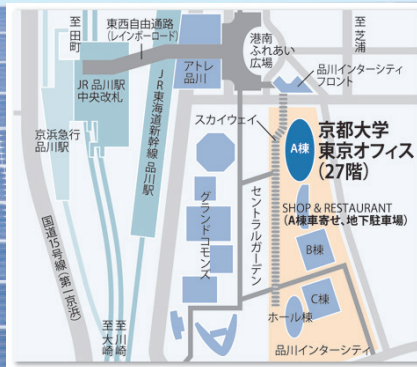 至田町
東西自由通路
(レインボーロード)
港南
ふれあい
広場
至芝浦
アトレ
品川
JR 品川駅
中央改札
品川インターシティ
フロント
京浜急行
品川駅
JR東海道新幹線 品川駅
スカイウェイ
A棟
京都大学
東京オフィス
(27階)
SHOP & RESTAURANT
(A棟車寄せ、地下駐車場)
グランドコモンズ
セントラルガーデン
B棟
C棟
ホール棟
国道15号線(第一京浜)
至大崎
至川崎
品川インターシティ